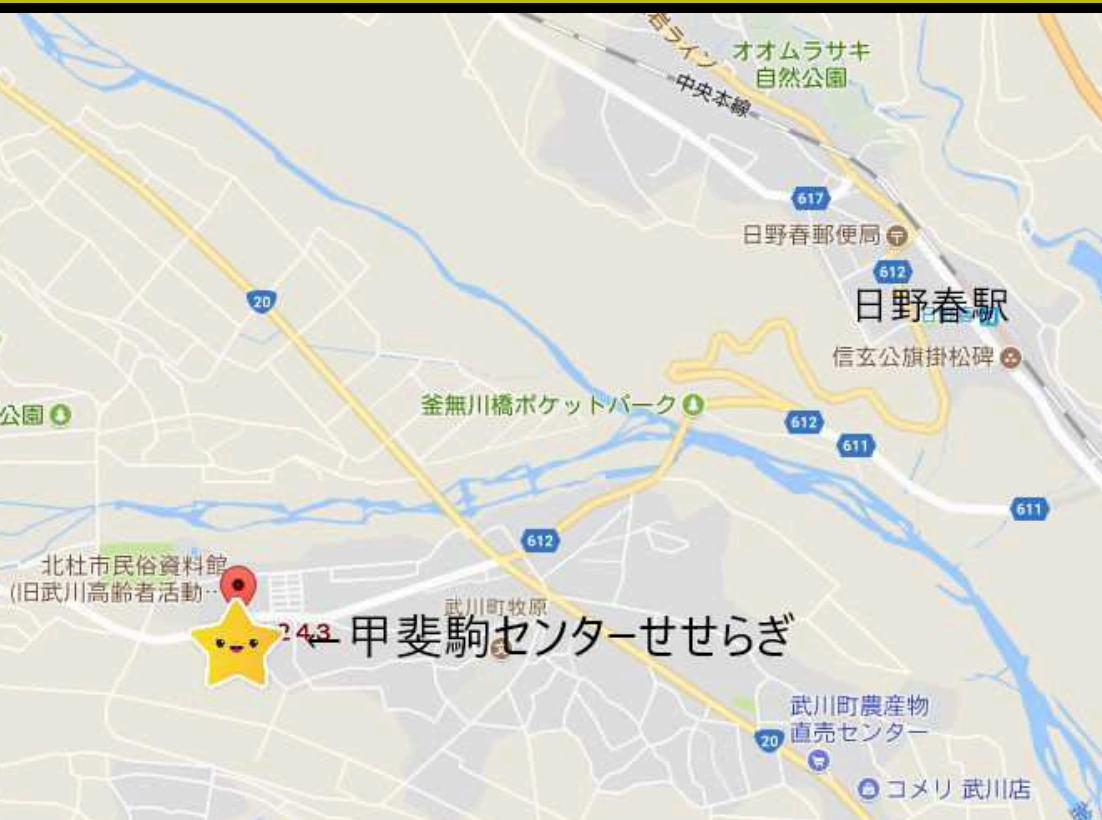 岩ライン
オオムラサキ
自然公園
中央本線
617
日野春郵便局
612
日野春駅
信玄公旗掛松碑
20
釜無川橋ポケットパーク
公園
612
611
611
612
北杜市民俗資料館
(旧武川高齢者活動…
武川町牧原
243
←甲斐駒センターせせらぎ
武川町農産物
直売センター
20
コメリ 武川店